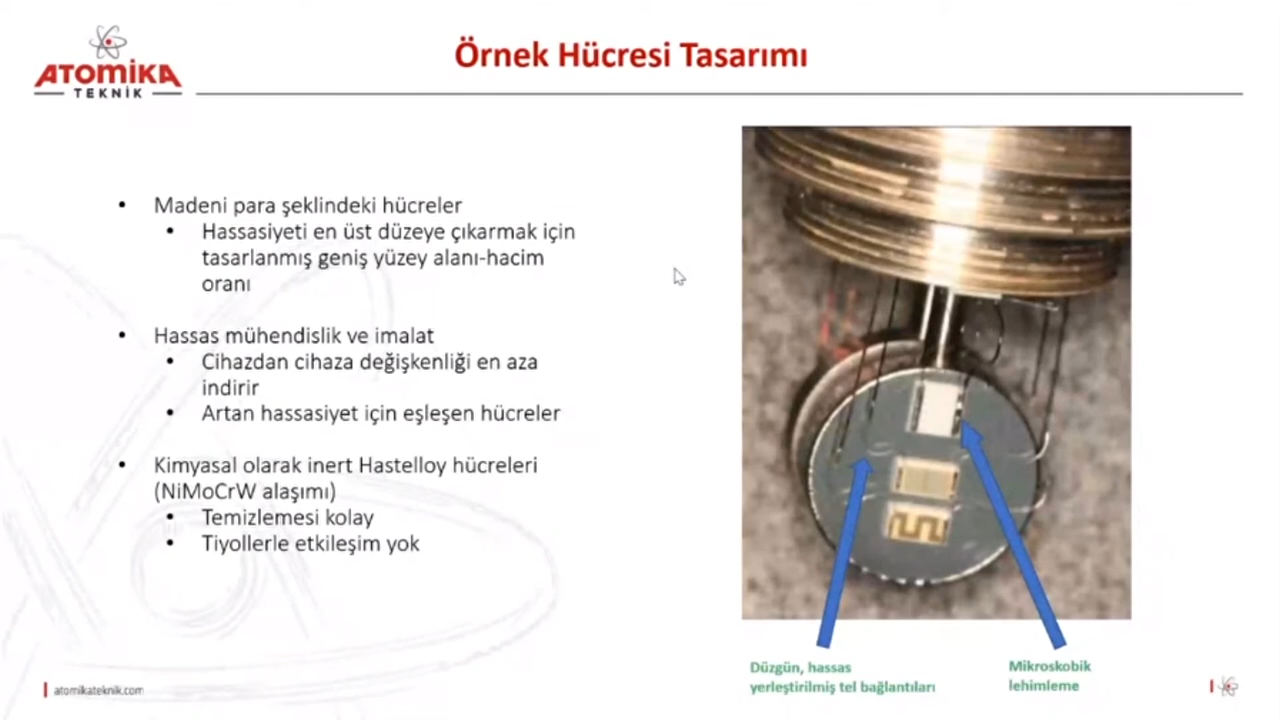 ATOMİKA
TEKNİK
Örnek Hücresi Tasarımı
• Madeni para şeklindeki hücreler
• Hassasiyeti en üst düzeye çıkarmak için
tasarlanmış geniş yüzey alanı-hacim
oranı
• Hassas mühendislik ve imalat
• Cihazdan cihaza değişkenliği en aza
indirir
• Artan hassasiyet için eşleşen hücreler
• Kimyasal olarak inert Hastelloy hücreleri
(NiMoCrW alaşımı)
• Temizlemesi kolay
• Tiyollerle etkileşim yok
Düzgün, hassas
yerleştirilmiş tel bağlantıları
Mikroskobik
lehimleme
atomikateknik.com